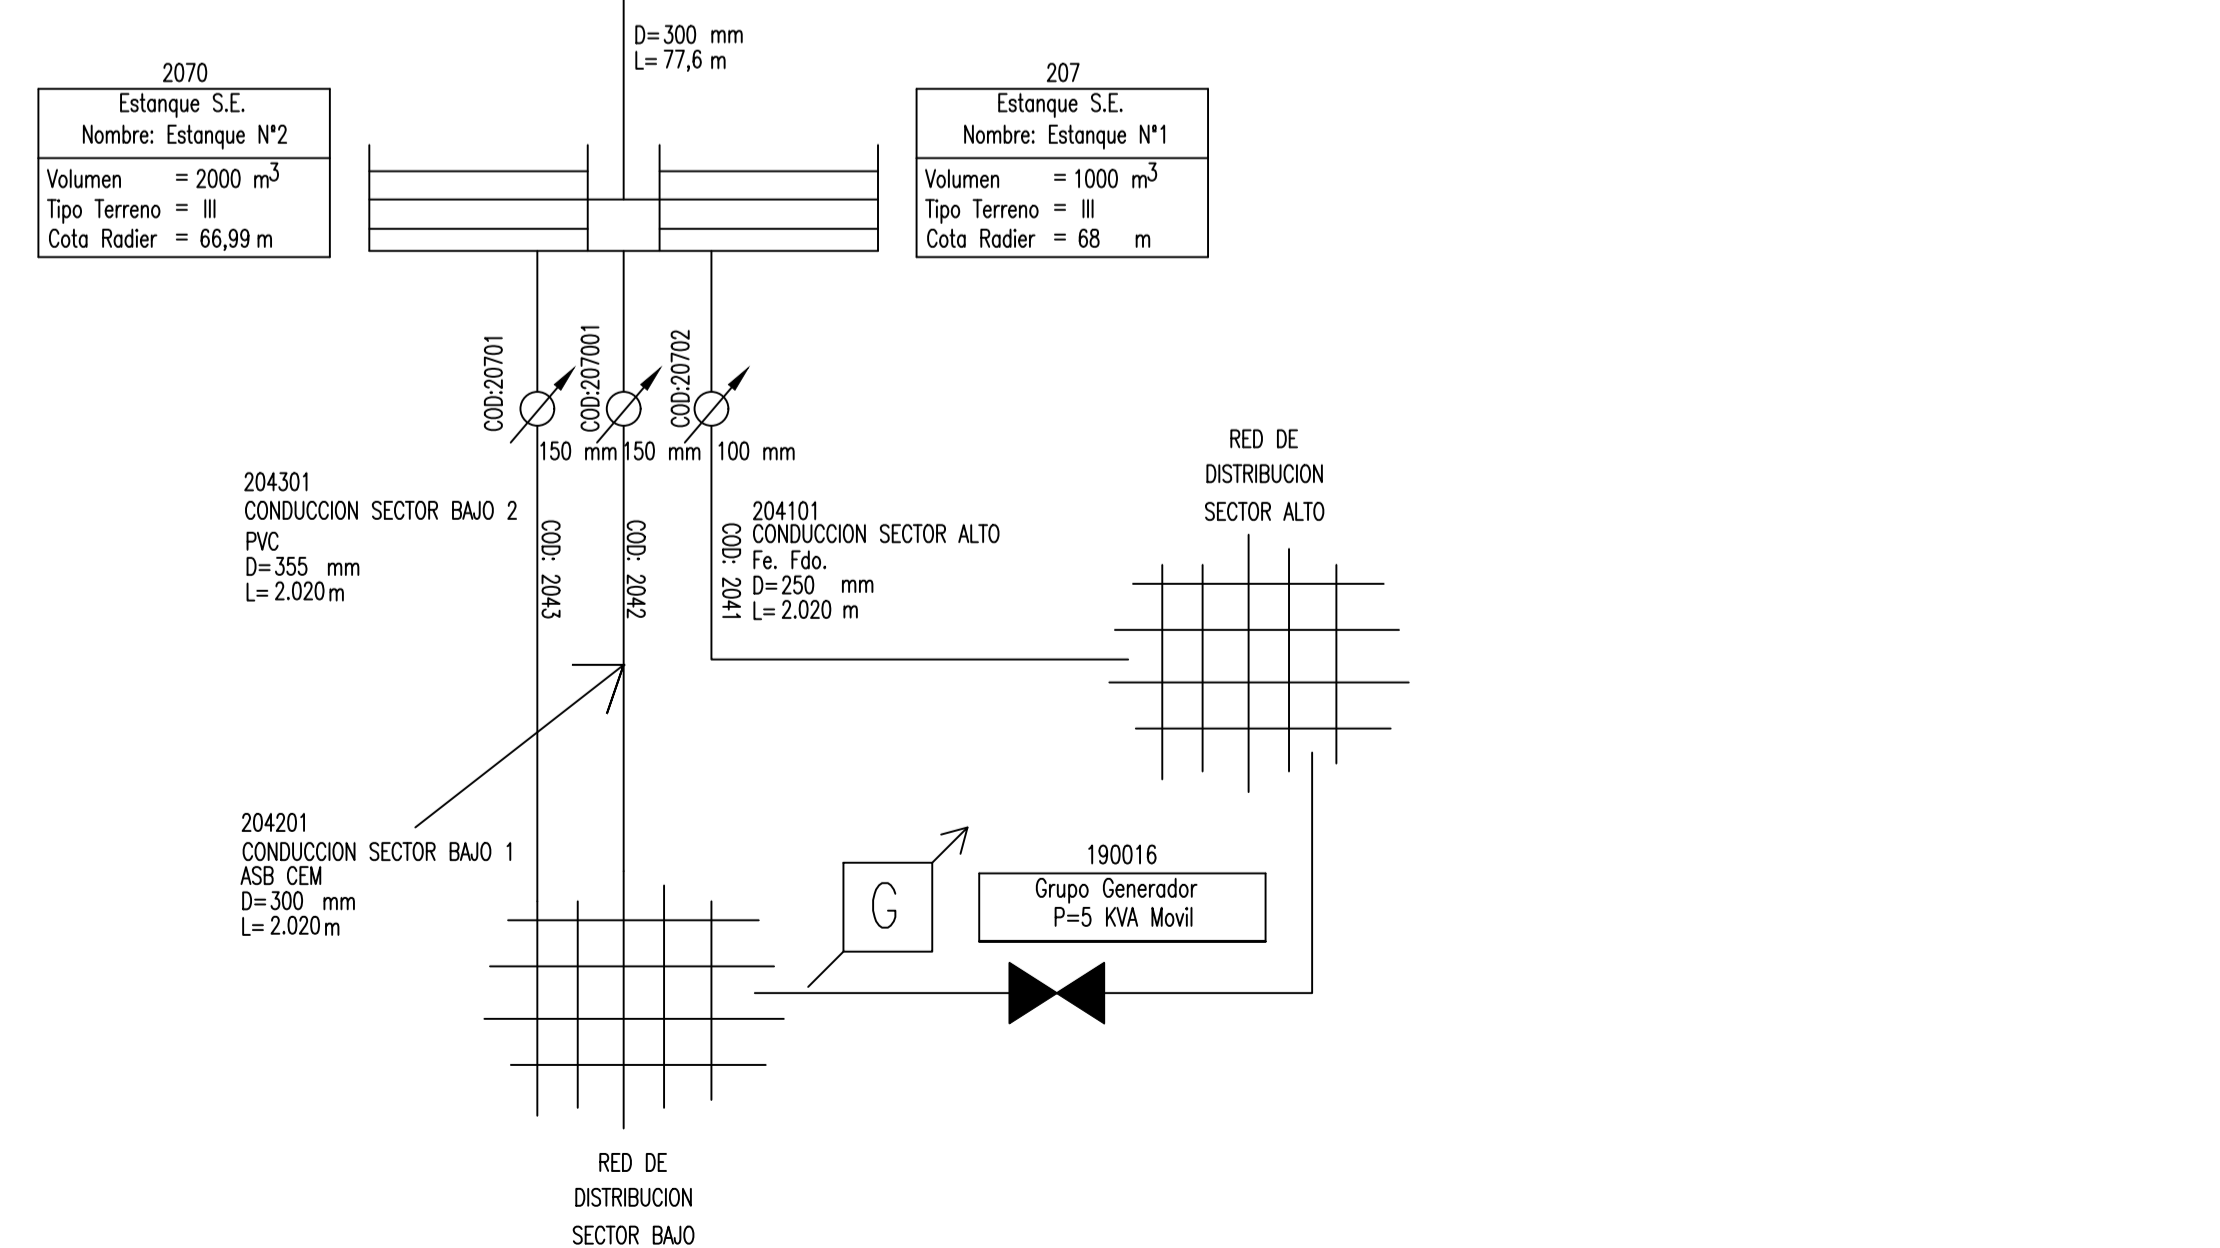 D=300 mm
L= 77,6 m
2070
Estanque S.E.
Nombre: Estanque N°2
Volumen = 2000 m3
Tipo Terreno = III
Cota Radier = 66,99 m
207
Estanque S.E.
Nombre: Estanque N°1
Volumen = 1000 m3
Tipo Terreno = III
Cota Radier = 68 m
COD:20701
COD:207001
COD:20702
150 mm
150 mm
100 mm
204301
CONDUCCION SECTOR BAJO 2
PVC
D=355 mm
L= 2.020 m
COD: 2043
COD: 2042
COD: 2041
204101
CONDUCCION SECTOR ALTO
Fe. Fdo.
D=250 mm
L= 2.020 m
RED DE
DISTRIBUCION
SECTOR ALTO
204201
CONDUCCION SECTOR BAJO 1
ASB CEM
D=300 mm
L= 2.020 m
G
190016
Grupo Generador
P=5 KVA Movil
RED DE
DISTRIBUCION
SECTOR BAJO